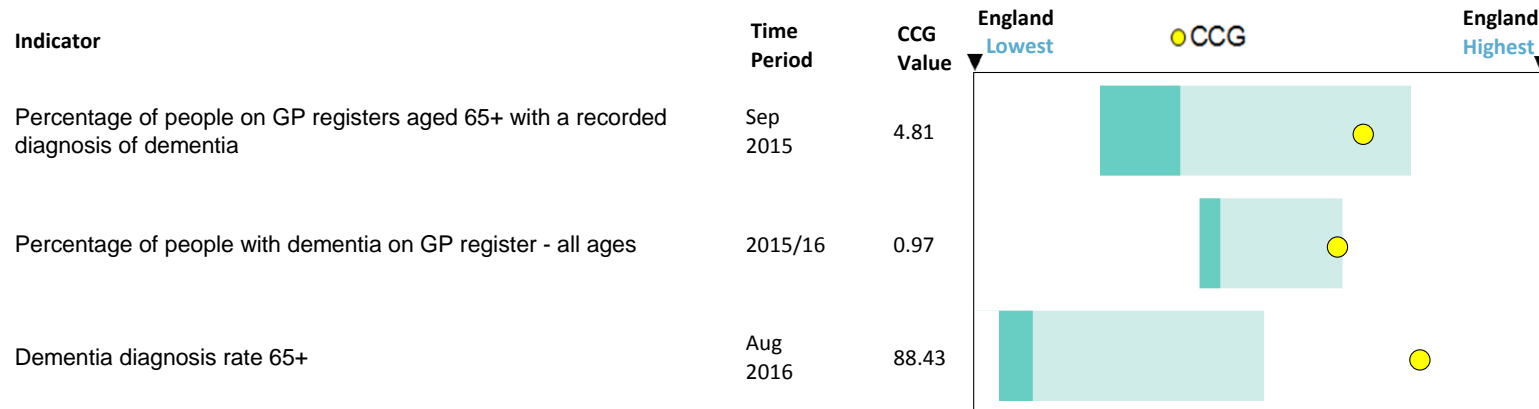 Indicator
Time
Period
CCG
Value
England
Lowest
CCG
England
Highest
Percentage of people on GP registers aged 65+ with a recorded
diagnosis of dementia
Sep
2015
4.81
Percentage of people with dementia on GP register - all ages
2015/16
0.97
Dementia diagnosis rate 65+
Aug
2016
88.43